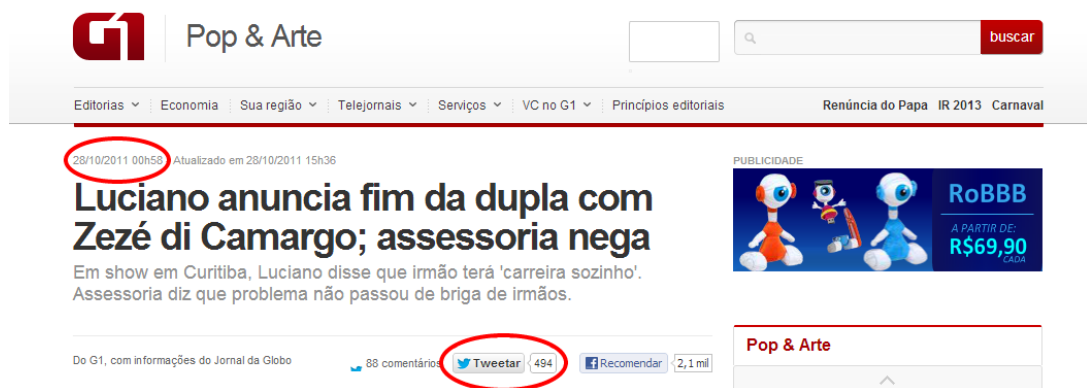 G1
Pop & Arte
buscar
Editorias
Economia
Sua região
Telejornais
Serviços
VC no G1
Princípios editoriais
Renúncia do Papa
IR 2013
Carnaval
28/10/2011 00h58 - Atualizado em 28/10/2011 15h36
Luciano anuncia fim da dupla com
Zezé di Camargo; assessoria nega
Em show em Curitiba, Luciano disse que irmão terá 'carreira sozinho'.
Assessoria diz que problema não passou de briga de irmãos.
Do G1, com informações do Jornal da Globo
88 comentários
Tweetar
494
Recomendar
2,1 mil
PUBLICIDADE
RoBBB
A PARTIR DE:
R$69,90
CADA
Pop & Arte